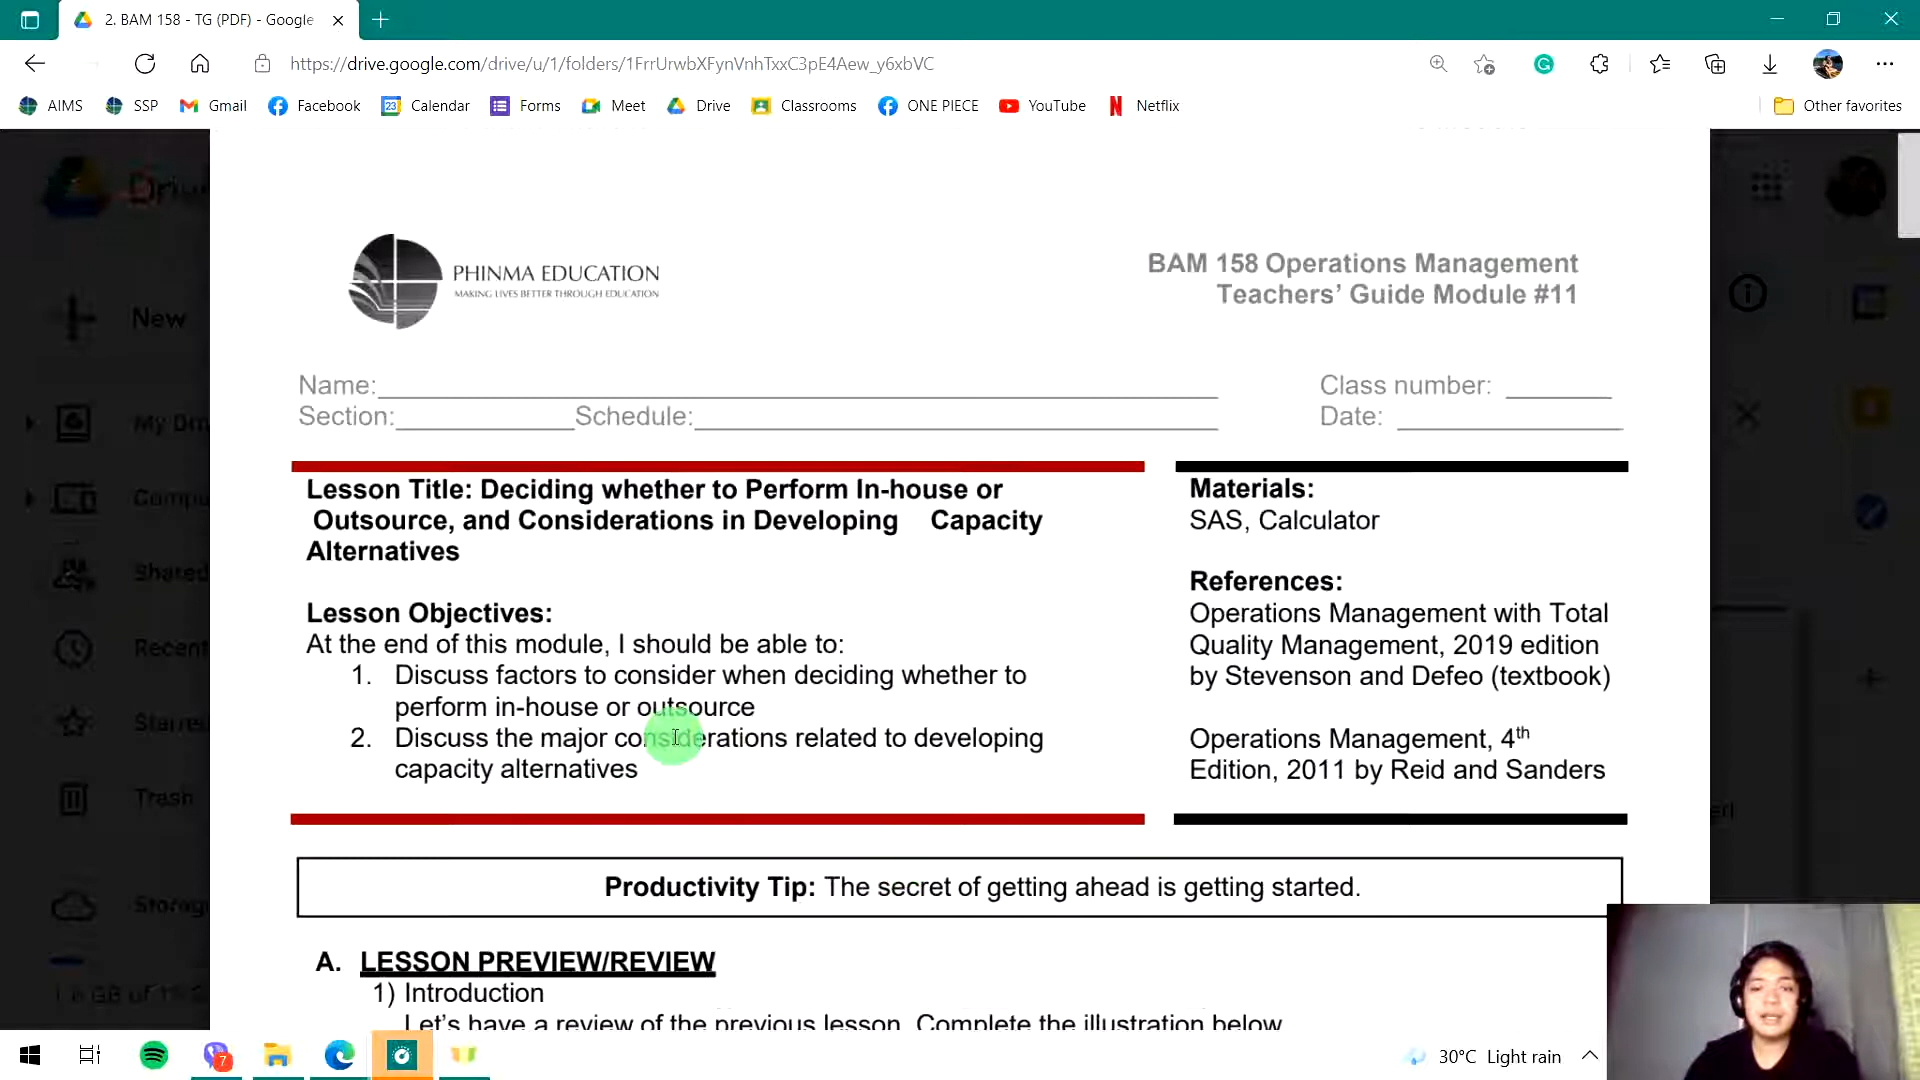 2. BAM 158 - TG (PDF) - Google
https://drive.google.com/drive/u/1/folders/1FrrUrwbXFynVnhTxxC3pE4Aew_y6xbVC
AIMS SSP Gmail Facebook Calendar Forms Meet Drive Classrooms ONE PIECE YouTube Netflix Other favorites
PHINMA EDUCATION
MAKING LIVES BETTER THROUGH EDUCATION
BAM 158 Operations Management
Teachers’ Guide Module #11
New
Name: Class number:
Section: Schedule: Date:
Lesson Title: Deciding whether to Perform In-house or
Outsource, and Considerations in Developing Capacity
Alternatives
Lesson Objectives:
At the end of this module, I should be able to:
1. Discuss factors to consider when deciding whether to
perform in-house or outsource
2. Discuss the major considerations related to developing
capacity alternatives
Materials:
SAS, Calculator
References:
Operations Management with Total
Quality Management, 2019 edition
by Stevenson and Defeo (textbook)
Operations Management, 4th
Edition, 2011 by Reid and Sanders
Trash
Productivity Tip: The secret of getting ahead is getting started.
A. LESSON PREVIEW/REVIEW
1) Introduction
Let's have a review of the previous lesson. Complete the illustration below
7
30°C Light rain